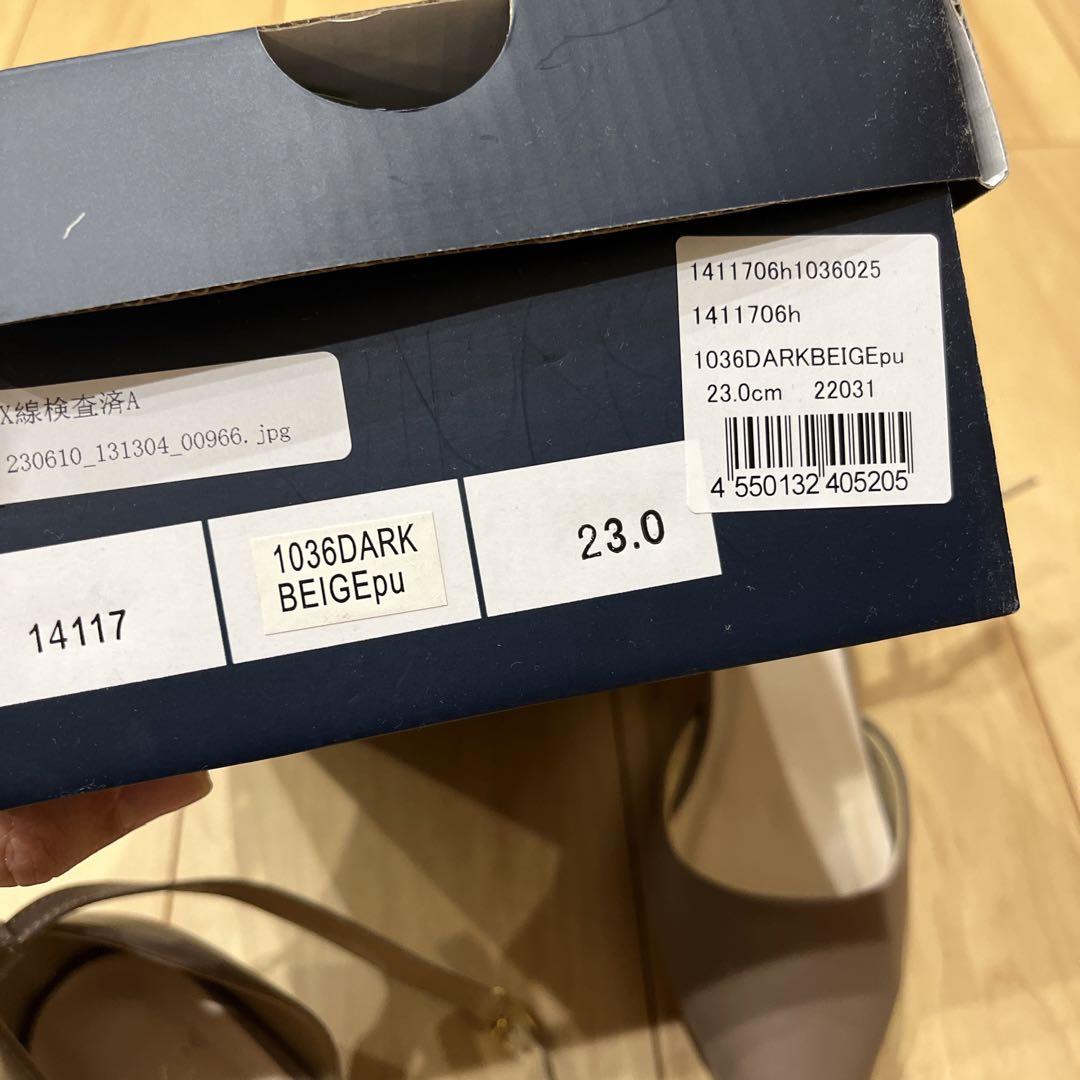 1411706h1036025
1411706h
1036DARKBEIGEpu
23.0cm 22031
4 550132 405205
X線検査済A
230610_131304_00966.jpg
14117
1036DARK
BEIGEpu
23.0